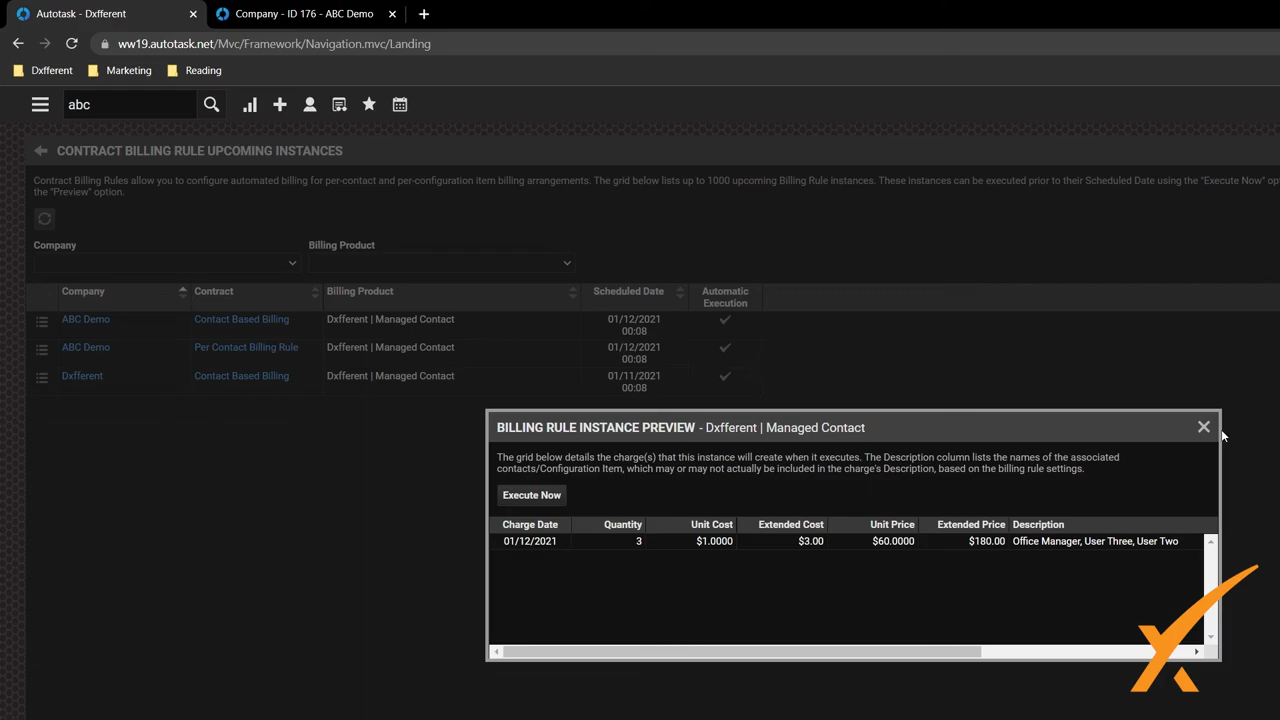 Autotask - Dxfferent
Company - ID 176 - ABC Demo
ww19.autotask.net/Mvc/Framework/Navigation.mvc/Landing
Dxfferent Marketing Reading
abc
CONTRACT BILLING RULE UPCOMING INSTANCES
Contract Billing Rules allow you to configure automated billing for per-contact and per-configuration item billing arrangements. The grid below lists up to 1000 upcoming Billing Rule instances. These instances can be executed prior to their Scheduled Date using the "Execute Now"
the "Preview" option.
Company Billing Product
Company Contract Billing Product Scheduled Date Automatic
Execution
ABC Demo Contact Based Billing Dxfferent | Managed Contact 01/12/2021
00:08
ABC Demo Per Contact Billing Rule Dxfferent | Managed Contact 01/12/2021
00:08
Dxfferent Contact Based Billing Dxfferent | Managed Contact 01/11/2021
00:08
BILLING RULE INSTANCE PREVIEW - Dxfferent | Managed Contact
The grid below details the charge(s) that this instance will create when it executes. The Description column lists the names of the associated
contacts/Configuration Item, which may or may not actually be included in the charge's Description, based on the billing rule settings.
Execute Now
Charge Date Quantity Unit Cost Extended Cost Unit Price Extended Price Description
01/12/2021 3 $1.0000 $3.00 $60.0000 $180.00 Office Manager, User Three, User Two